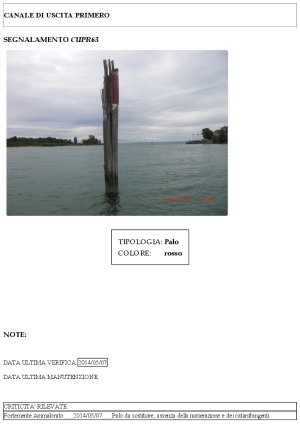 CANALE DI USCITA PRIMERO
SEGNALAMENTO CUPR63
TIPOLOGIA: Palo
COLORE: rosso
NOTE:
DATA ULTIMA VERIFICA 2014/05/07
DATA ULTIMA MANUTENZIONE
CRITICITA' RILEVATE
Fortemente Ammalorato 2014/05/07 Palo da sostituire, assenza della numerazione e dei catarifrangenti